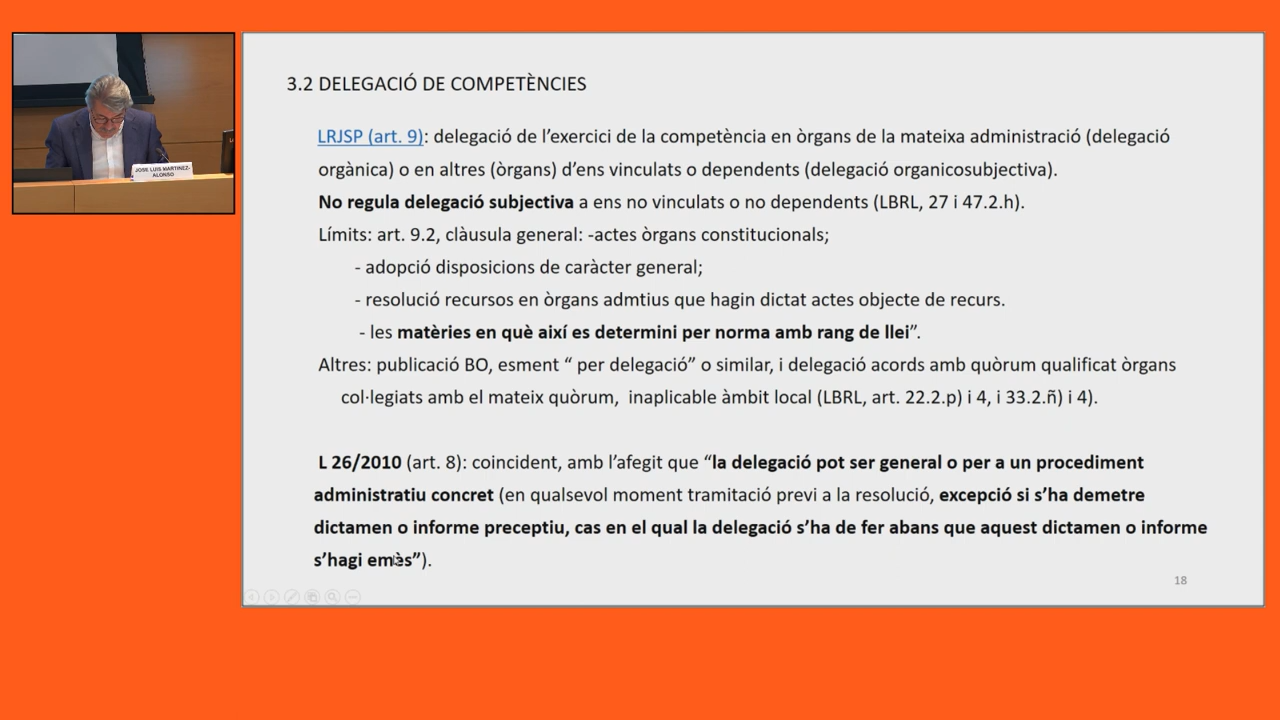 JOSE LUIS MARTINEZ-
ALONSO
3.2 DELEGACIÓ DE COMPETÈNCIES
LRJSP (art. 9): delegació de l’exercici de la competència en òrgans de la mateixa administració (delegació
orgànica) o en altres (òrgans) d’ens vinculats o dependents (delegació organicosubjectiva).
No regula delegació subjectiva a ens no vinculats o no dependents (LBRL, 27 i 47.2.h).
Límits: art. 9.2, clàusula general: -actes òrgans constitucionals;
- adopció disposicions de caràcter general;
- resolució recursos en òrgans admtius que hagin dictat actes objecte de recurs.
- les matèries en què així es determini per norma amb rang de llei”.
Altres: publicació BO, esment “ per delegació” o similar, i delegació acords amb quòrum qualificat òrgans
col·legiats amb el mateix quòrum, inaplicable àmbit local (LBRL, art. 22.2.p) i 4, i 33.2.ñ) i 4).
L 26/2010 (art. 8): coincident, amb l’afegit que “la delegació pot ser general o per a un procediment
administratiu concret (en qualsevol moment tramitació previ a la resolució, excepció si s’ha demetre
dictamen o informe preceptiu, cas en el qual la delegació s’ha de fer abans que aquest dictamen o informe
s’hagi emès”).
18